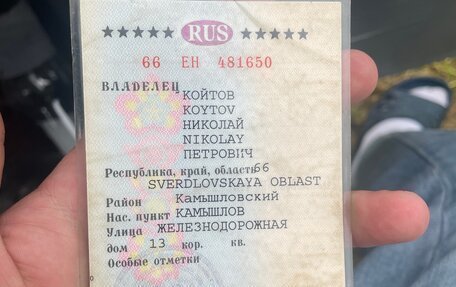 ★★★★★ RUS ★★★★★
66 ЕН 481650
ВЛАДЕЛЕЦ
КОЙТОВ
KOYTOV
НИКОЛАЙ
NIKOLAY
ПЕТРОВИЧ
Республика, край, область 66
SVERDLOVSKAYA OBLAST
Район Камышловский
Нас. пункт КАМЫШЛОВ
Улица ЖЕЛЕЗНОДОРОЖНАЯ
дом 13 кор. кв.
Особые отметки